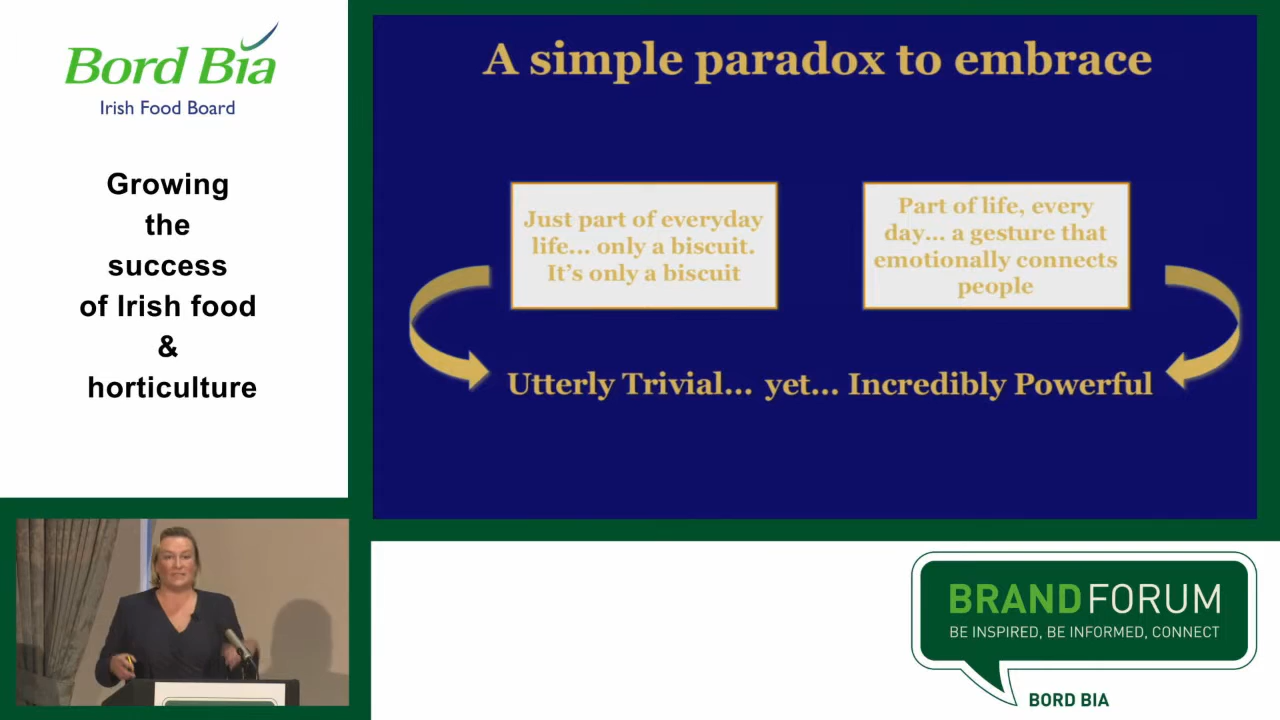 Bord Bia
Irish Food Board
Growing
the
success
of Irish food
&
horticulture
A simple paradox to embrace
Just part of everyday
life... only a biscuit.
It's only a biscuit
Part of life, every
day... a gesture that
emotionally connects
people
Utterly Trivial... yet... Incredibly Powerful
BRANDFORUM
BE INSPIRED, BE INFORMED, CONNECT
BORD BIA